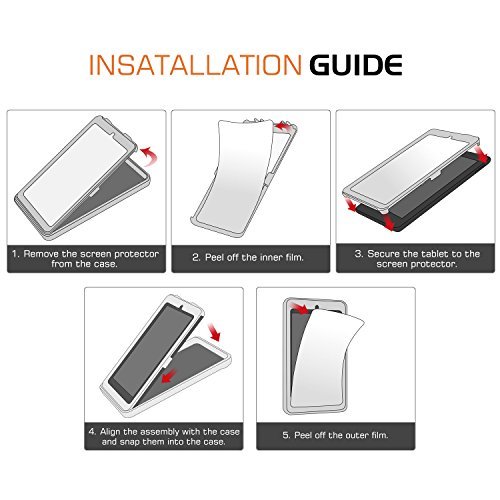 INSATALLATION GUIDE
1. Remove the screen protector
from the case.
2. Peel off the inner film.
3. Secure the tablet to the
screen protector.
4. Align the assembly with the case
and snap them into the case.
5. Peel off the outer film.